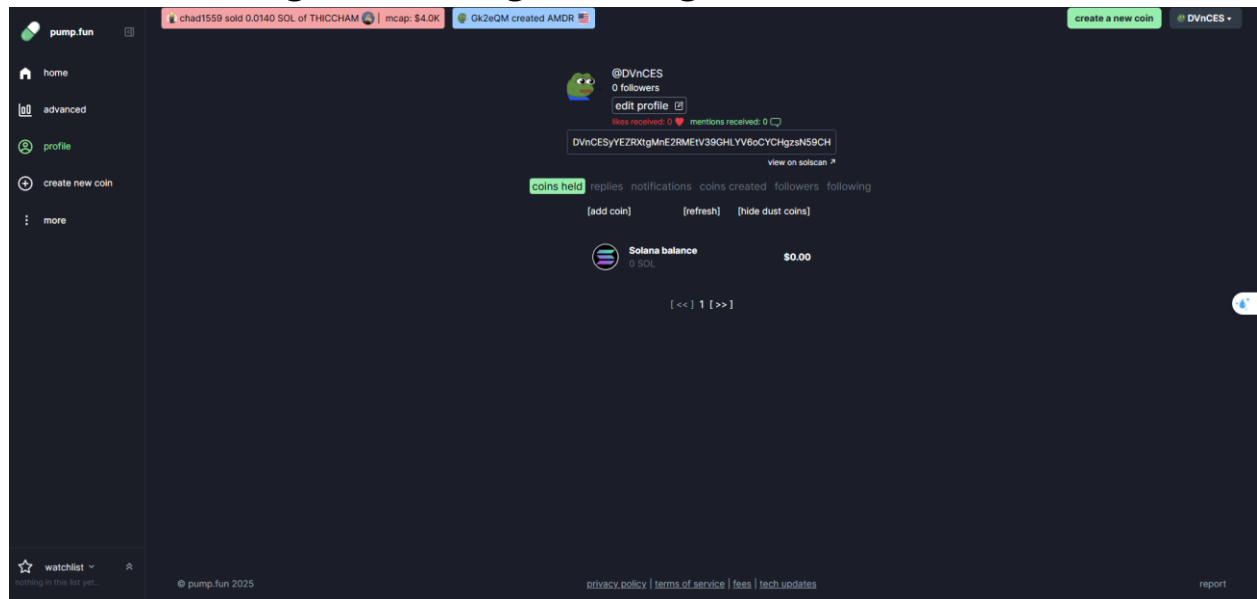 pump.fun
chad1559 sold 0.0140 SOL of THICCHAM | mcap: $4.0K
Gk2eQM created AMDR
create a new coin
DVnCES
home
advanced
profile
create new coin
more
@DVnCES
0 followers
edit profile
likes received: 0 mentions received: 0
DVnCESyYEZRXtgMnE2RMEtV39GHLYV6oCYCHgzsN59CH
view on solscan
coins held replies notifications coins created followers following
[add coin] [refresh] [hide dust coins]
Solana balance
0 SOL
$0.00
[ << ] 1 [ >> ]
watchlist
nothing in this list yet...
© pump.fun 2025
privacy policy | terms of service | fees | tech updates
report